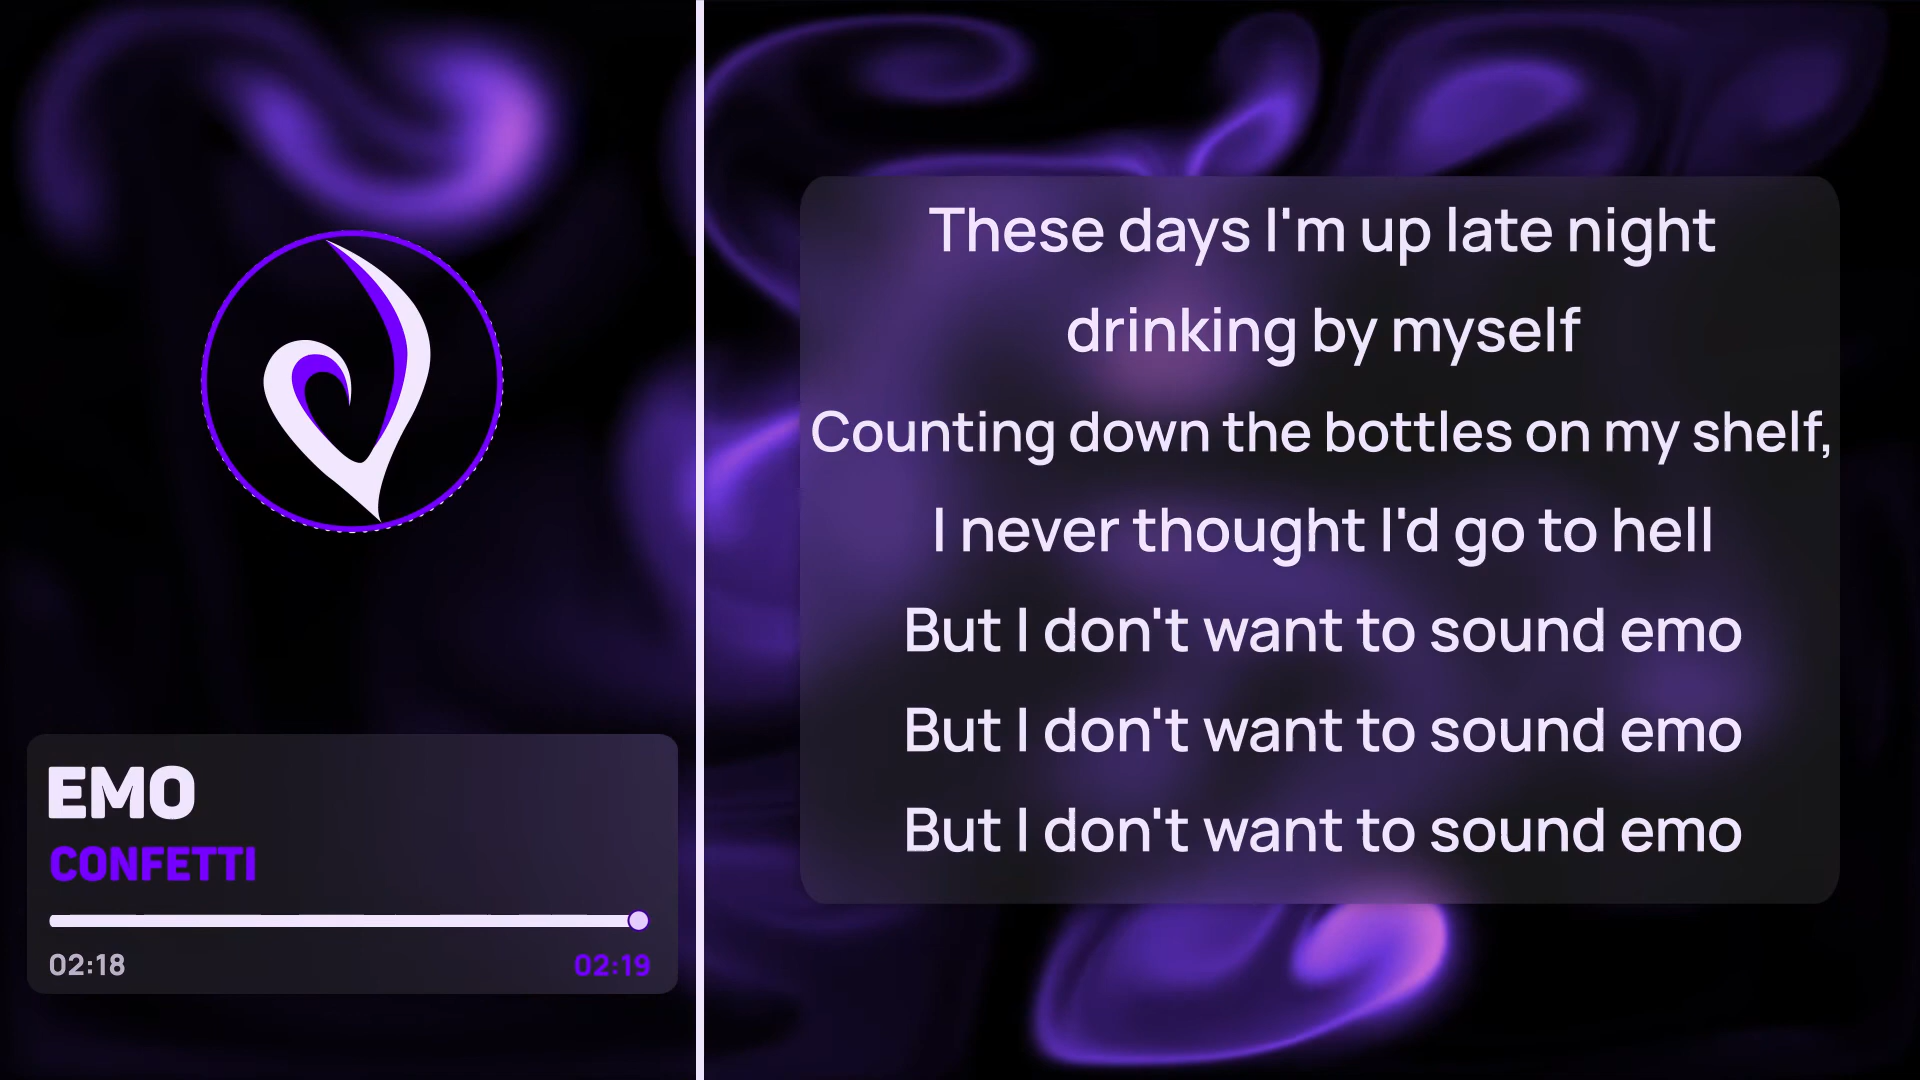 EMO
CONFETTI
02:18
02:19
These days I'm up late night
drinking by myself
Counting down the bottles on my shelf,
I never thought I'd go to hell
But I don't want to sound emo
But I don't want to sound emo
But I don't want to sound emo